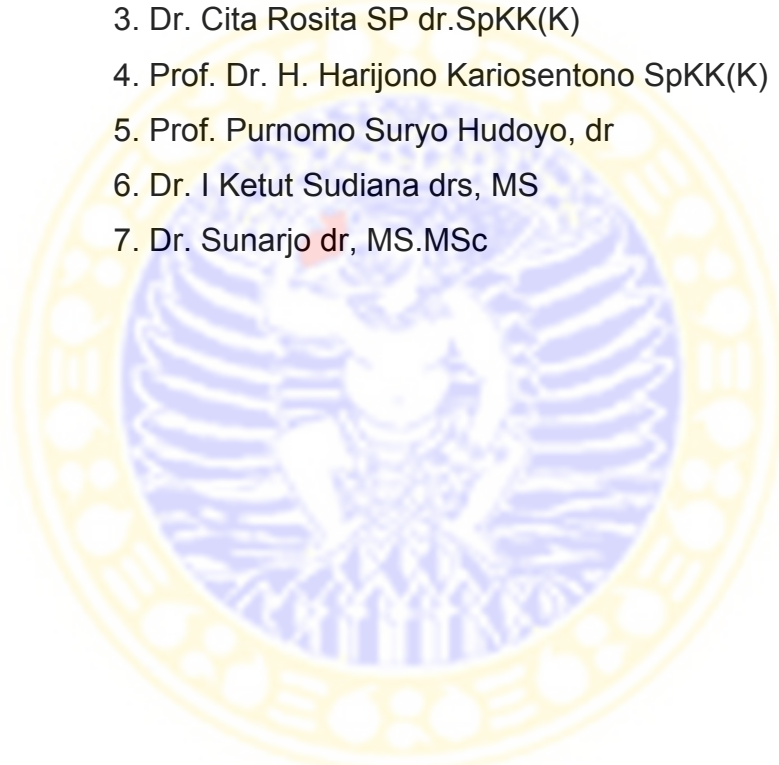 3. Dr. Cita Rosita SP dr.SpKK(K)
4. Prof. Dr. H. Harijono Kariosentono SpKK(K)
5. Prof. Purnomo Suryo Hudoyo, dr
6. Dr. I Ketut Sudiana drs, MS
7. Dr. Sunarjo dr, MS.MSc